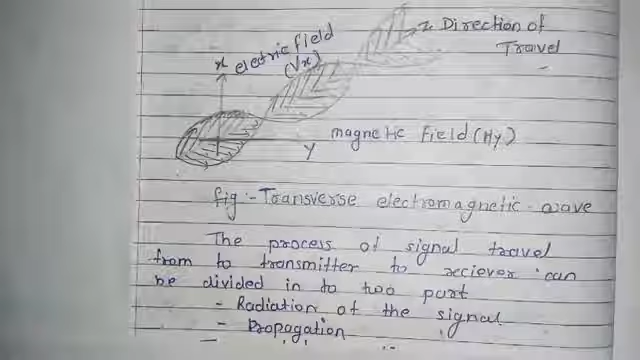 x electric field
(Vx)
z Direction of
Travel
magnetic field (Hy)
y
fig :- Transverse electromagnetic wave
The process of signal travel
from to transmitter to reciever can
be divided in to two part
- Radiation of the signal
- Propagation